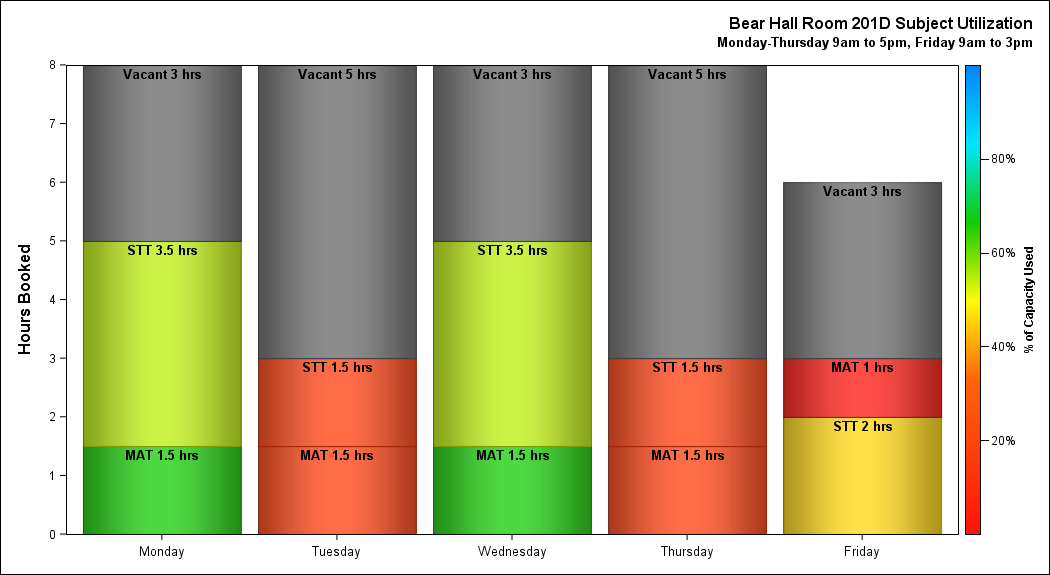 Bear Hall Room 201D Subject Utilization
Monday-Thursday 9am to 5pm, Friday 9am to 3pm
Hours Booked
8
7
6
5
4
3
2
1
0
Vacant 3 hrs
STT 3.5 hrs
MAT 1.5 hrs
Vacant 5 hrs
STT 1.5 hrs
MAT 1.5 hrs
Vacant 3 hrs
STT 3.5 hrs
MAT 1.5 hrs
Vacant 5 hrs
STT 1.5 hrs
MAT 1.5 hrs
Vacant 3 hrs
MAT 1 hrs
STT 2 hrs
Monday
Tuesday
Wednesday
Thursday
Friday
80%
60%
40%
20%
% of Capacity Used